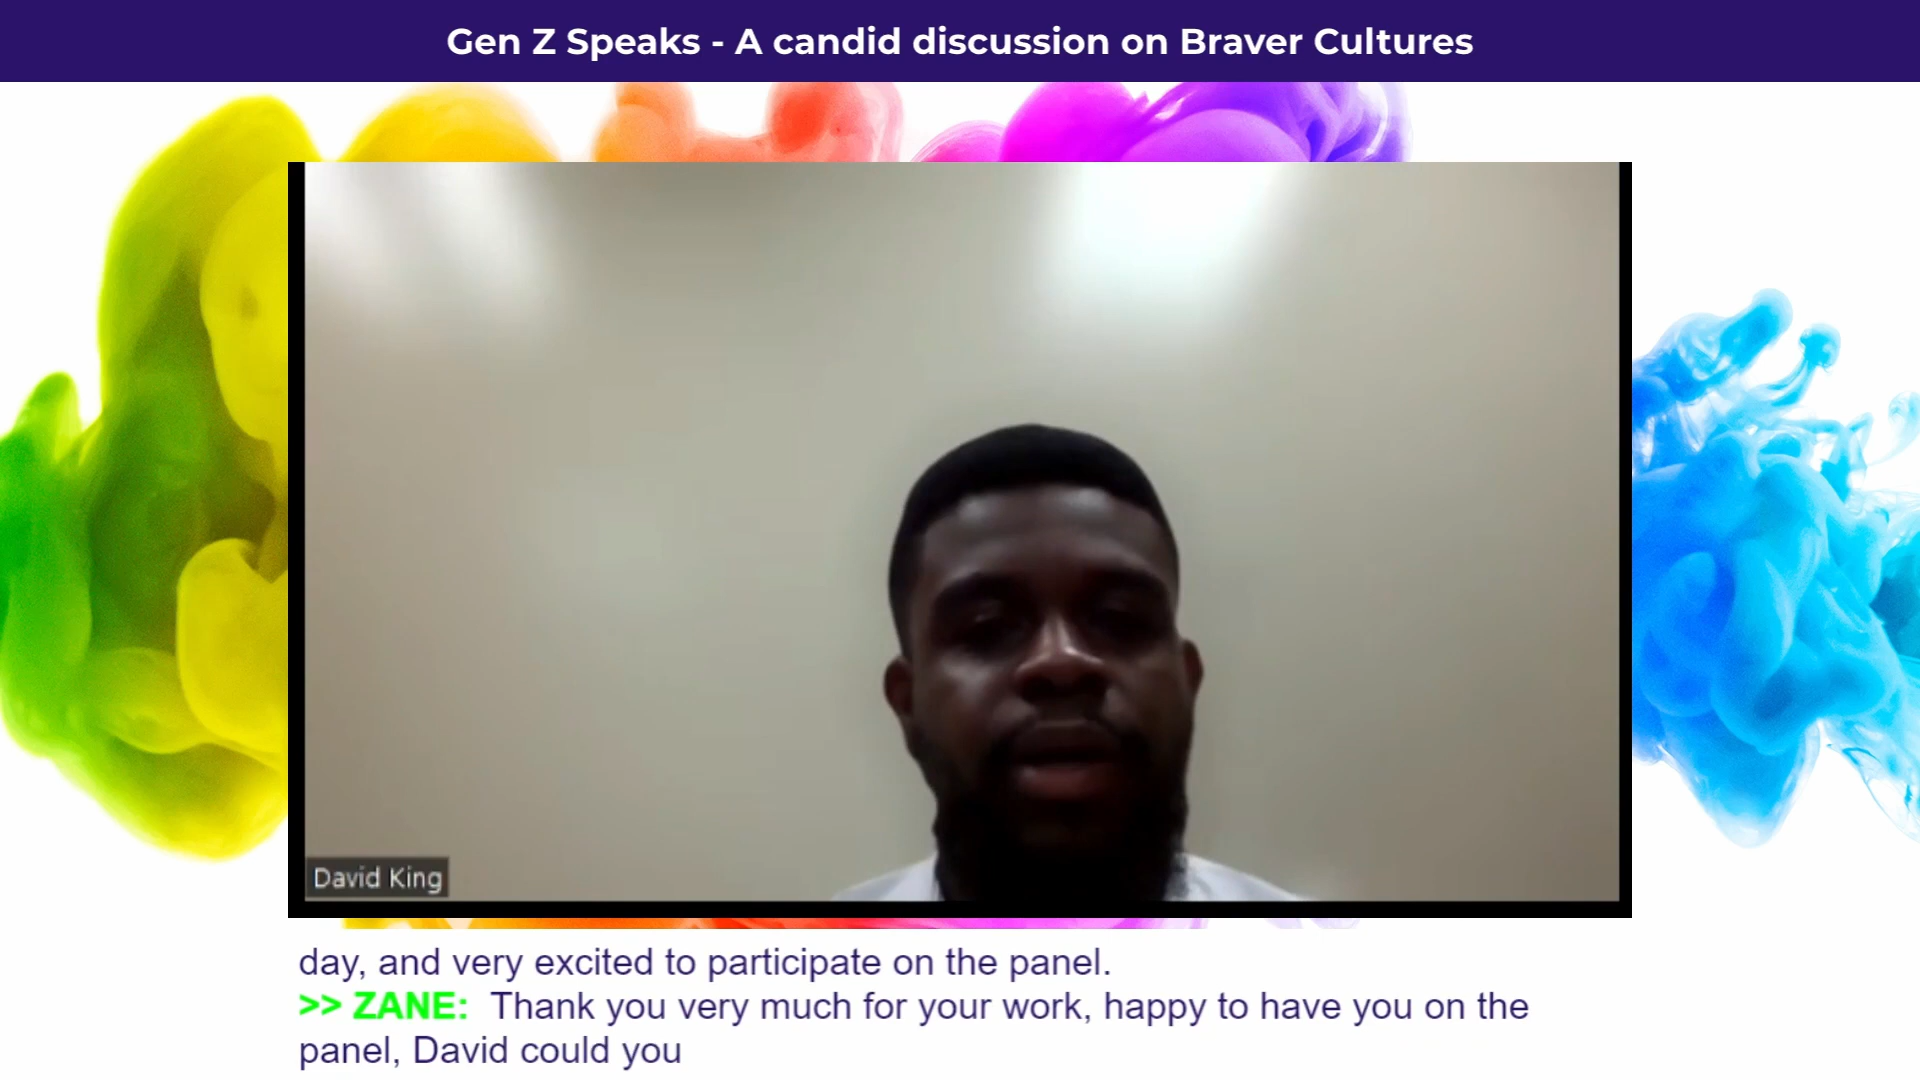 Gen Z Speaks - A candid discussion on Braver Cultures
David King
day, and very excited to participate on the panel.
>> ZANE:  Thank you very much for your work, happy to have you on the
panel, David could you